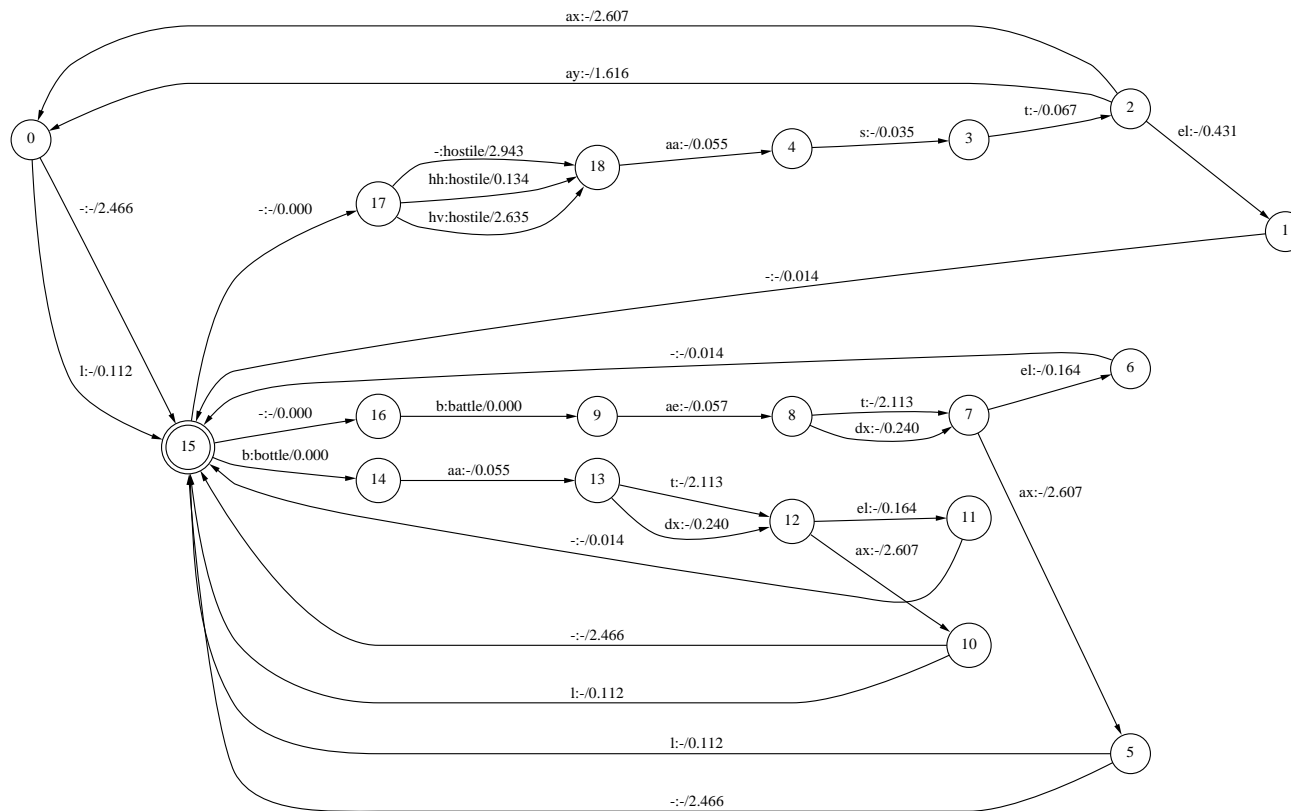 ax:-/2.607
ay:-/1.616
0
2
t:-/0.067
el:-/0.431
4
s:-/0.035
3
aa:-/0.055
-:hostile/2.943
18
hh:hostile/0.134
17
hv:hostile/2.635
-:-/0.000
-:-/2.466
1
-:-/0.014
l:-/0.112
-:-/0.014
6
el:-/0.164
-:-/0.000
16
b:battle/0.000
9
ae:-/0.057
8
t:-/2.113
dx:-/0.240
7
15
b:bottle/0.000
14
aa:-/0.055
13
t:-/2.113
dx:-/0.240
12
el:-/0.164
11
ax:-/2.607
ax:-/2.607
-:-/0.014
-:-/2.466
10
l:-/0.112
l:-/0.112
5
-:-/2.466